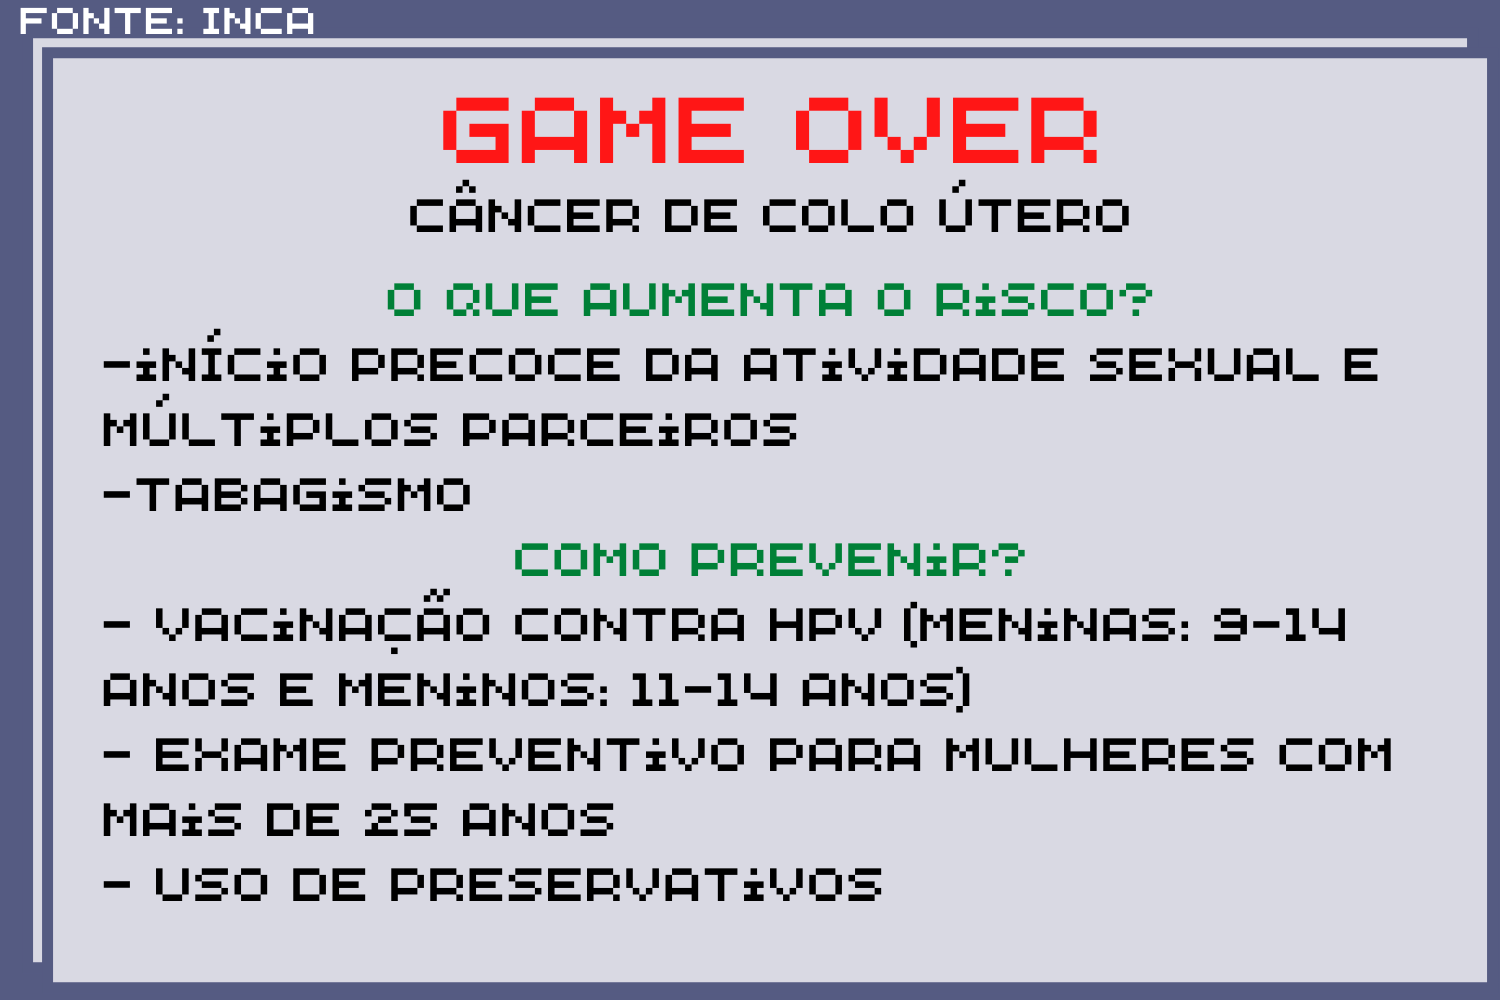 FONTE: INCA
GAME OVER
CÂNCER DE COLO ÚTERO
O QUE AUMENTA O RiSCO?
-iNÍCiO PRECOCE DA ATiViDADE SEXUAL E
MÚLTiPLOS PARCEiROS
-TABAGiSMO
COMO PREVENiR?
- VACiNAÇÃO CONTRA HPV (MENiNAS: 9-14
ANOS E MENiNOS: 11-14 ANOS)
- EXAME PREVENTiVO PARA MULHERES COM
MAiS DE 25 ANOS
- USO DE PRESERVATiVOS